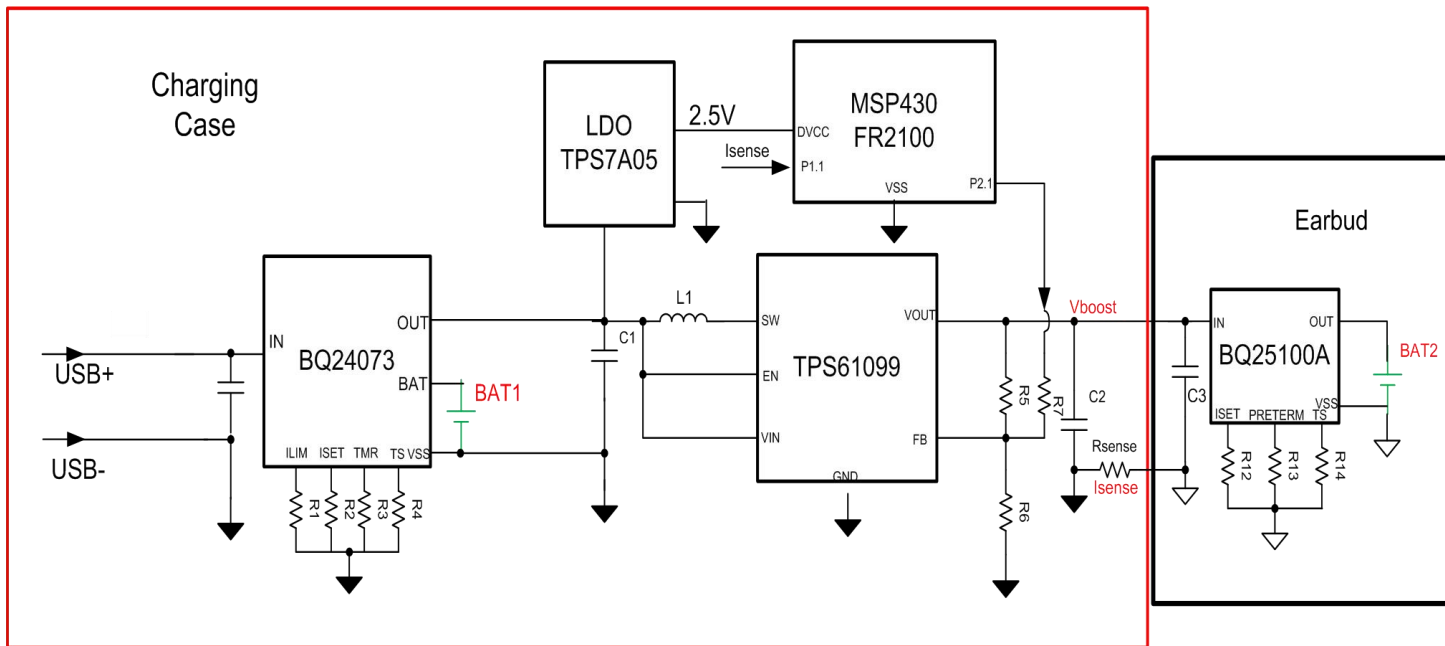 Charging
Case
LDO
TPS7A05
2.5V
Isense
MSP430
FR2100
DVCC
P1.1
VSS
P2.1
Earbud
USB+
USB-
IN
BQ24073
OUT
BAT
BAT1
ILIM
ISET
TMR
TS
VSS
R1
R2
R3
R4
C1
L1
SW
EN
VIN
TPS61099
VOUT
FB
GND
R5
R7
R6
Vboost
C2
Rsense
Isense
C3
IN
OUT
BQ25100A
BAT2
VSS
ISET
PRETERM
TS
R12
R13
R14